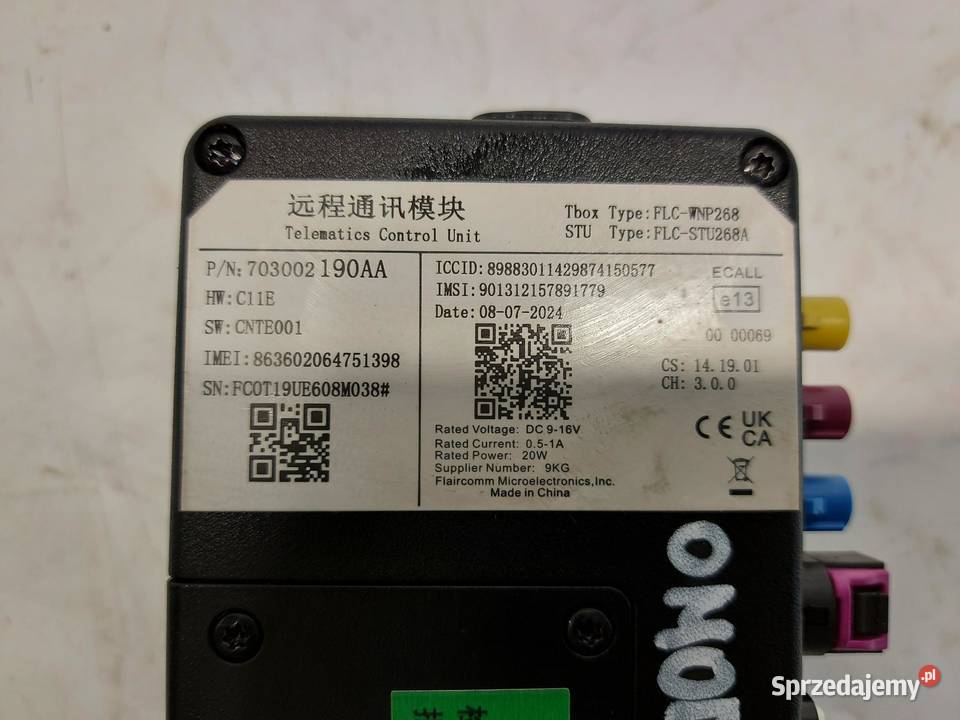 远程通讯模块
Telematics Control Unit
Tbox Type:FLC-WNP268
STU Type:FLC-STU268A
P/N:703002190AA
HW:C11E
SW:CNTE001
IMEI:863602064751398
SN:FCOT19UE608M038#
ICCID:89883011429874150577
IMSI:901312157891779
Date:08-07-2024
ECALL
e13
00 00069
CS: 14.19.01
CH: 3.0.0
CE UK
CA
Rated Voltage: DC 9-16V
Rated Current: 0.5-1A
Rated Power: 20W
Supplier Number: 9KG
Flaircomm Microelectronics,Inc.
Made in China
Sprzedajemy.pl